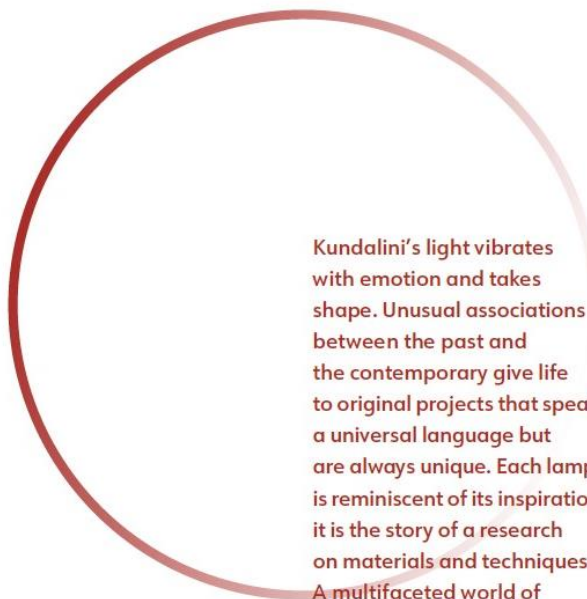 Kundalini’s light vibrates
with emotion and takes
shape. Unusual associations
between the past and
the contemporary give life
to original projects that spea
a universal language but
are always unique. Each lamp
is reminiscent of its inspiratio
it is the story of a research
on materials and techniques
A multifaceted world of